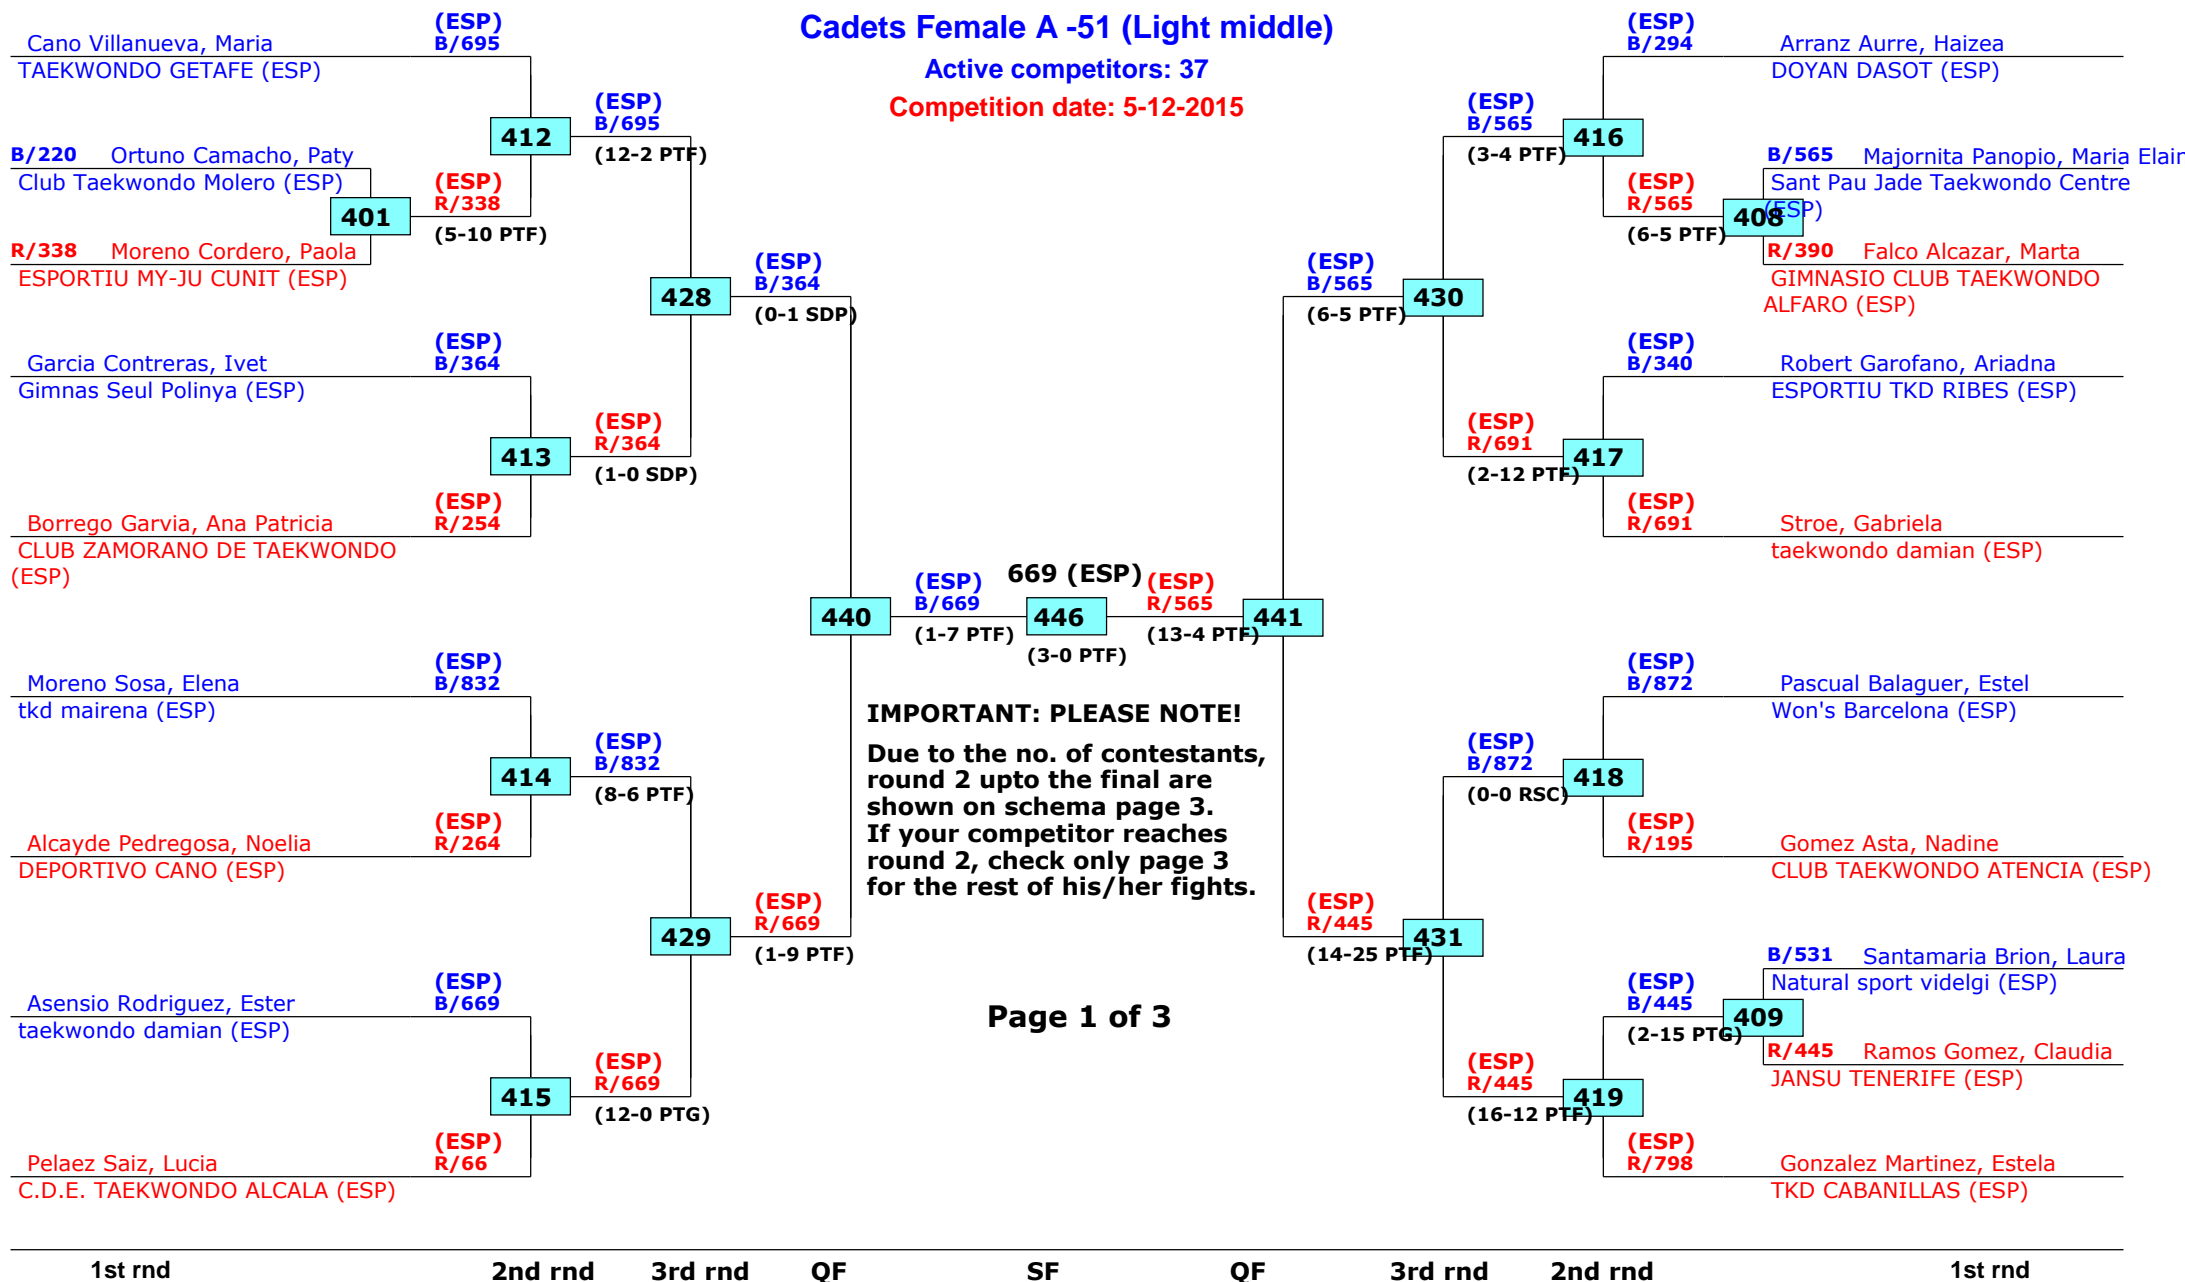 Cadets Female A -51 (Light middle)
Active competitors: 37
Competition date: 5-12-2015
Cano Villanueva, Maria
TAEKWONDO GETAFE (ESP)
(ESP)
B/695
B/220 Ortuno Camacho, Paty
Club Taekwondo Molero (ESP)
401
R/338 Moreno Cordero, Paola
ESPORTIU MY-JU CUNIT (ESP)
(ESP)
R/338
(5-10 PTF)
412
(ESP)
B/695
(12-2 PTF)
Garcia Contreras, Ivet
Gimnas Seul Polinya (ESP)
(ESP)
B/364
413
Borrego Garvia, Ana Patricia
CLUB ZAMORANO DE TAEKWONDO
(ESP)
(ESP)
R/254
(ESP)
R/364
(1-0 SDP)
428
(ESP)
B/364
(0-1 SDP)
Moreno Sosa, Elena
tkd mairena (ESP)
(ESP)
B/832
414
Alcayde Pedregosa, Noelia
DEPORTIVO CANO (ESP)
(ESP)
R/264
(ESP)
B/832
(8-6 PTF)
Asensio Rodriguez, Ester
taekwondo damian (ESP)
(ESP)
B/669
415
Pelaez Saiz, Lucia
C.D.E. TAEKWONDO ALCALA (ESP)
(ESP)
R/66
(ESP)
R/669
(12-0 PTG)
429
(ESP)
R/669
(1-9 PTF)
440
(ESP)
B/669
(1-7 PTF)
669 (ESP)
446
(3-0 PTF)
(ESP)
R/565
(13-4 PTF)
441
IMPORTANT: PLEASE NOTE!
Due to the no. of contestants,
round 2 upto the final are
shown on schema page 3.
If your competitor reaches
round 2, check only page 3
for the rest of his/her fights.
Page 1 of 3
(ESP)
B/294
Arranz Aurre, Haizea
DOYAN DASOT (ESP)
(ESP)
B/565
(3-4 PTF)
416
(ESP)
R/565
(6-5 PTF)
408
B/565 Majornita Panopio, Maria Elain
Sant Pau Jade Taekwondo Centre
(ESP)
R/390 Falco Alcazar, Marta
GIMNASIO CLUB TAEKWONDO
ALFARO (ESP)
(ESP)
B/565
(6-5 PTF)
430
(ESP)
B/340
Robert Garofano, Ariadna
ESPORTIU TKD RIBES (ESP)
(ESP)
R/691
(2-12 PTF)
417
(ESP)
R/691
Stroe, Gabriela
taekwondo damian (ESP)
(ESP)
B/872
Pascual Balaguer, Estel
Won's Barcelona (ESP)
(ESP)
B/872
(0-0 RSC)
418
(ESP)
R/195
Gomez Asta, Nadine
CLUB TAEKWONDO ATENCIA (ESP)
(ESP)
R/445
(14-25 PTF)
431
(ESP)
B/445
(2-15 PTG)
409
B/531 Santamaria Brion, Laura
Natural sport videlgi (ESP)
R/445 Ramos Gomez, Claudia
JANSU TENERIFE (ESP)
(ESP)
R/445
(16-12 PTF)
419
(ESP)
R/798
Gonzalez Martinez, Estela
TKD CABANILLAS (ESP)
1st rnd 2nd rnd 3rd rnd QF SF QF 3rd rnd 2nd rnd 1st rnd